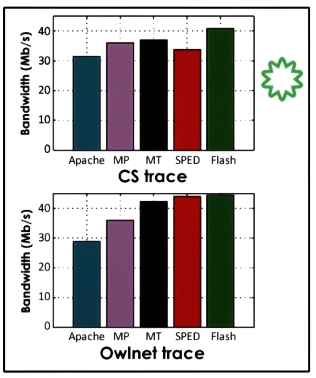 Bandwidth (Mb/s)
40
30
20
10
0
Apache MP MT SPED Flash
CS trace
Bandwidth (Mb/s)
40
30
20
10
0
Apache MP MT SPED Flash
Owlnet trace